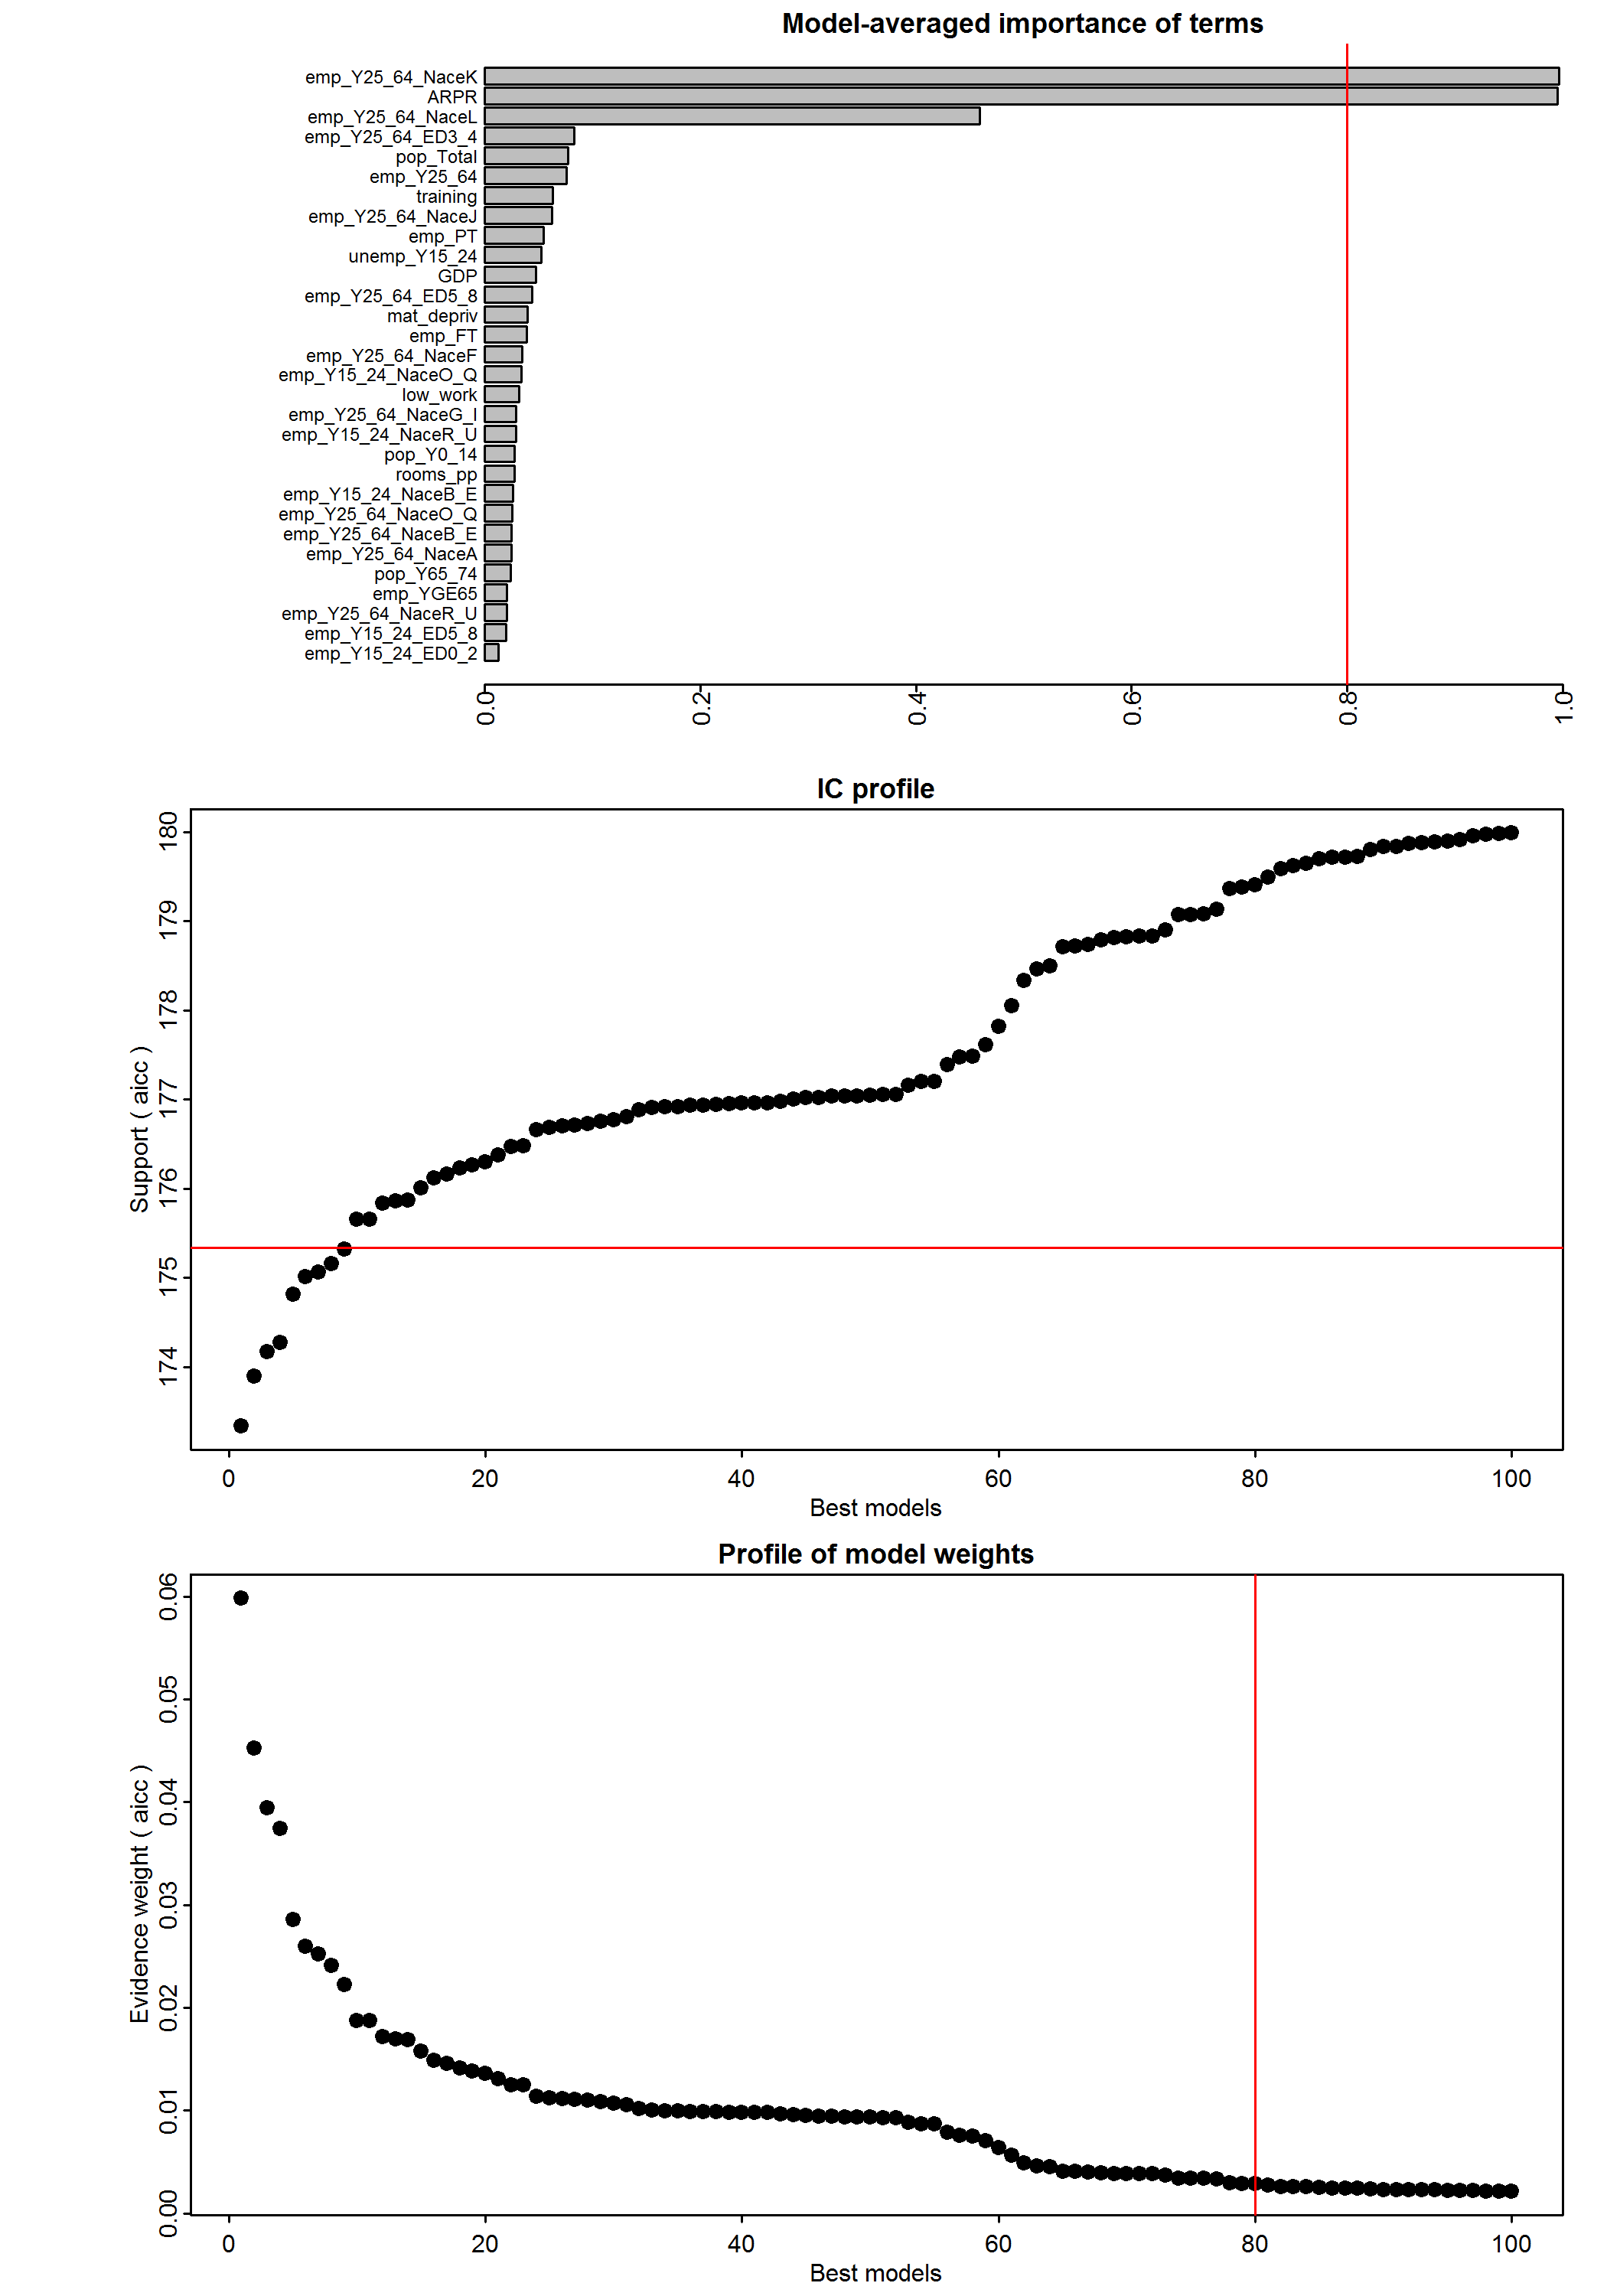 Model-averaged importance of terms
emp_Y25_64_NaceK
ARPR
emp_Y25_64_NaceL
emp_Y25_64_ED3_4
pop_Total
emp_Y25_64
training
emp_Y25_64_NaceJ
emp_PT
unemp_Y15_24
GDP
emp_Y25_64_ED5_8
mat_depriv
emp_FT
emp_Y25_64_NaceF
emp_Y15_24_NaceO_Q
low_work
emp_Y25_64_NaceG_I
emp_Y15_24_NaceR_U
pop_Y0_14
rooms_pp
emp_Y15_24_NaceB_E
emp_Y25_64_NaceO_Q
emp_Y25_64_NaceB_E
emp_Y25_64_NaceA
pop_Y65_74
emp_YGE65
emp_Y25_64_NaceR_U
emp_Y15_24_ED5_8
emp_Y15_24_ED0_2
0.0 0.2 0.4 0.6 0.8 1.0
IC profile
Support ( aicc )
180
179
178
177
176
175
174
0 20 40 60 80 100
Best models
Profile of model weights
Evidence weight ( aicc )
0.06
0.05
0.04
0.03
0.02
0.01
0.00
0 20 40 60 80 100
Best models